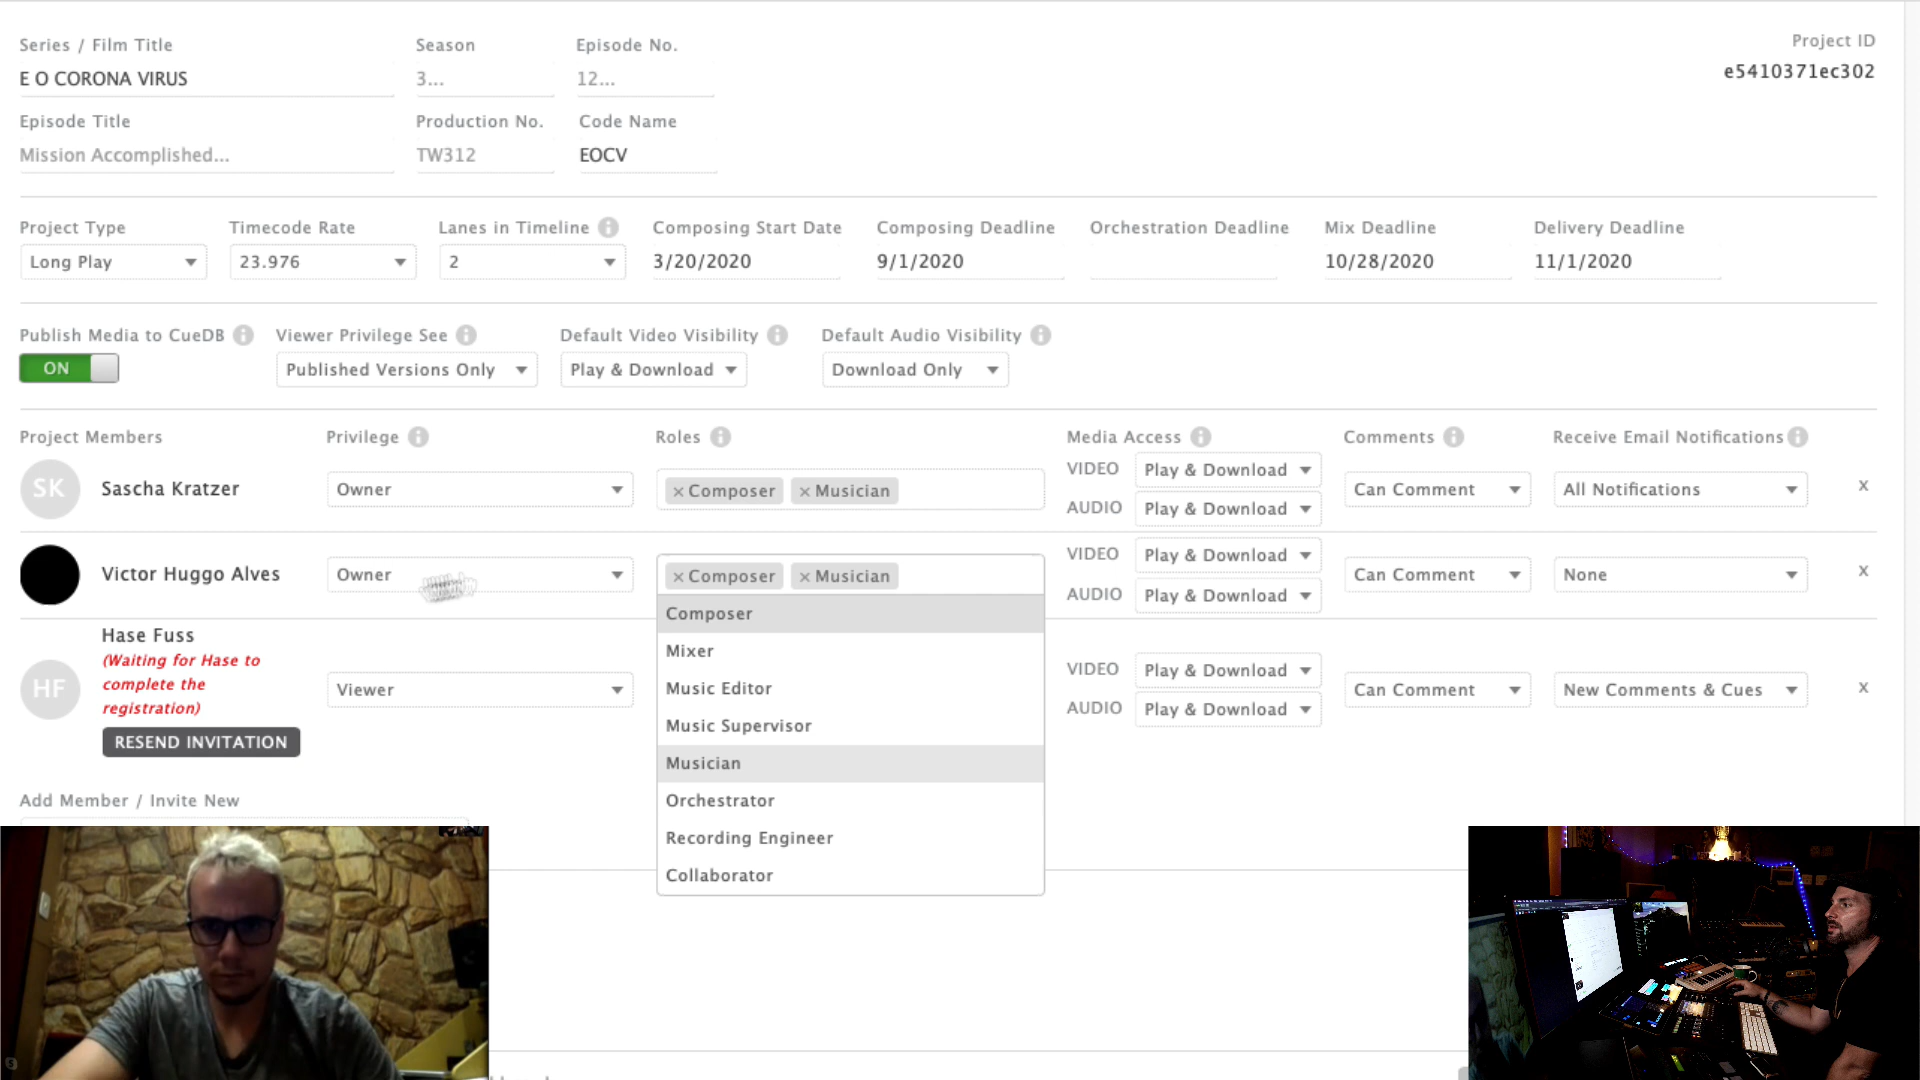 Series / Film Title
Season
Episode No.
Project ID
E O CORONA VIRUS
3...
12...
e5410371ec302
Episode Title
Production No.
Code Name
Mission Accomplished...
TW312
EOCV
Project Type
Timecode Rate
Lanes in Timeline
Composing Start Date
Composing Deadline
Orchestration Deadline
Mix Deadline
Delivery Deadline
Long Play
23.976
2
3/20/2020
9/1/2020
10/28/2020
11/1/2020
Publish Media to CueDB
Viewer Privilege See
Default Video Visibility
Default Audio Visibility
ON
Published Versions Only
Play & Download
Download Only
Project Members
Privilege
Roles
Media Access
Comments
Receive Email Notifications
SK
Sascha Kratzer
Owner
× Composer
× Musician
VIDEO
Play & Download
AUDIO
Play & Download
Can Comment
All Notifications
x
Victor Huggo Alves
Owner
× Composer
× Musician
VIDEO
Play & Download
AUDIO
Play & Download
Can Comment
None
x
Composer
Mixer
Music Editor
Music Supervisor
Musician
Orchestrator
Recording Engineer
Collaborator
HF
Hase Fuss
(Waiting for Hase to
complete the
registration)
RESEND INVITATION
Viewer
VIDEO
Play & Download
AUDIO
Play & Download
Can Comment
New Comments & Cues
x
Add Member / Invite New